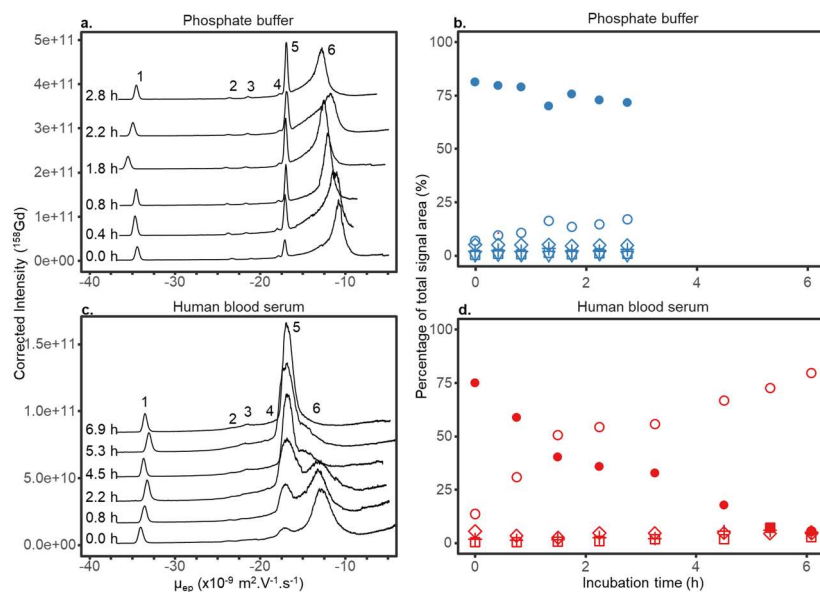 a.
Phosphate buffer
5e+11
4e+11
3e+11
2e+11
1e+11
0e+00
1
2
3
4
5
6
2.8 h
2.2 h
1.8 h
0.8 h
0.4 h
0.0 h
-40
-30
-20
-10
b.
Phosphate buffer
100
75
50
25
0
0
2
4
6
Corrected Intensity (¹⁵⁸Gd)
Percentage of total signal area (%)
c.
Human blood serum
1.5e+11
1.0e+11
5.0e+10
0.0e+00
1
2
3
4
5
6
6.9 h
5.3 h
4.5 h
2.2 h
0.8 h
0.0 h
-40
-30
-20
-10
μep (x10⁻⁹ m².V⁻¹.s⁻¹)
d.
Human blood serum
100
75
50
25
0
0
2
4
6
Incubation time (h)